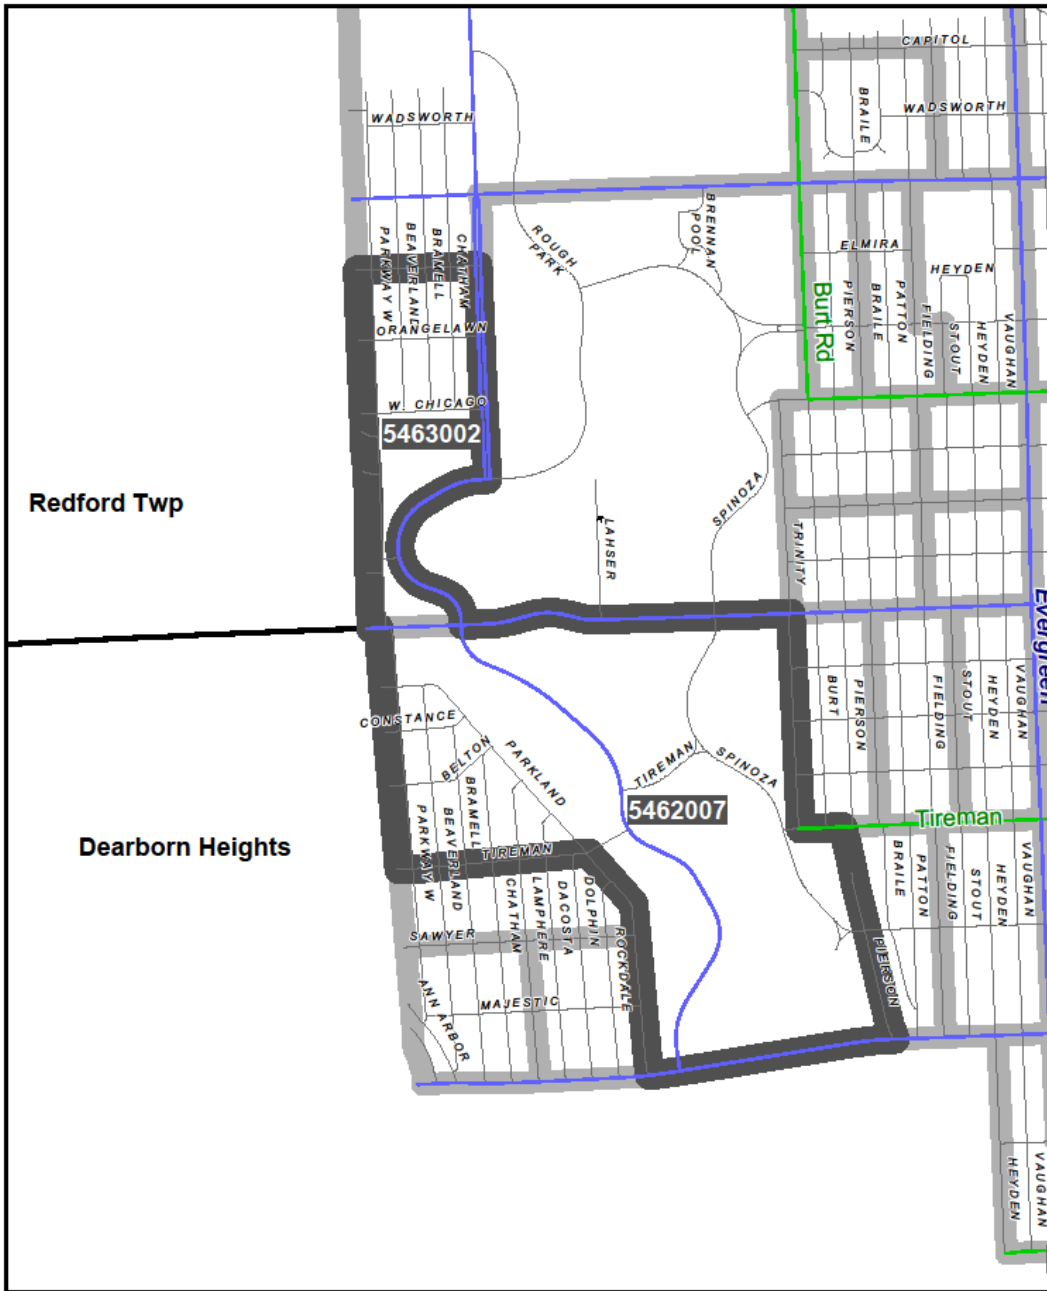 CAPITOL
WADSWORTH
BRAILE
WADSWORTH
PARKWAY W
BEAVERLAND
BRAMELL
CHATHAM
ROUGH
PARK
BRENNAN
POOL
ELMIRA
HEYDEN
Burt Rd
PIERSON
BRAILE
PATTON
FIELDING
STOUT
HEYDEN
VAUGHAN
ORANGELAWN
W. CHICAGO
5463002
Redford Twp
SPINOZA
LAHSER
TRINITY
Evergreen
BURT
PIERSON
FIELDING
STOUT
HEYDEN
VAUGHAN
CONSTANCE
BELTON
PARKLAND
TIREMAN
SPINOZA
5462007
Tireman
Dearborn Heights
PARKWAY W
BEAVERLAND
BRAMELL
TIREMAN
CHATHAM
LAMPHERE
DACOSTA
DOLPHIN
ROCKDALE
BRAILE
PATTON
FIELDING
STOUT
HEYDEN
VAUGHAN
SAWYER
PIERSON
ANN ARBOR
MAJESTIC
HEYDEN
VAUGHAN